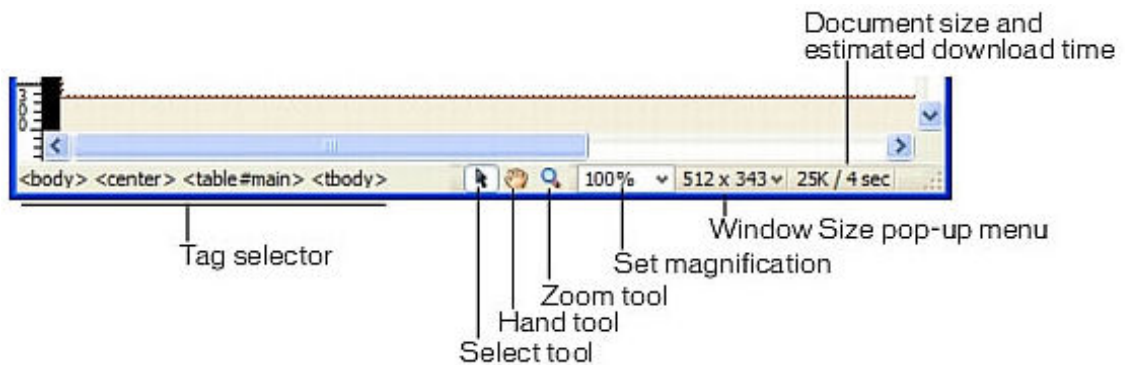 Document size and
estimated download time
300
<body> <center> <table#main> <tbody>
100%
512 x 343
25K / 4 sec
Tag selector
Window Size pop-up menu
Set magnification
Zoom tool
Hand tool
Select tool